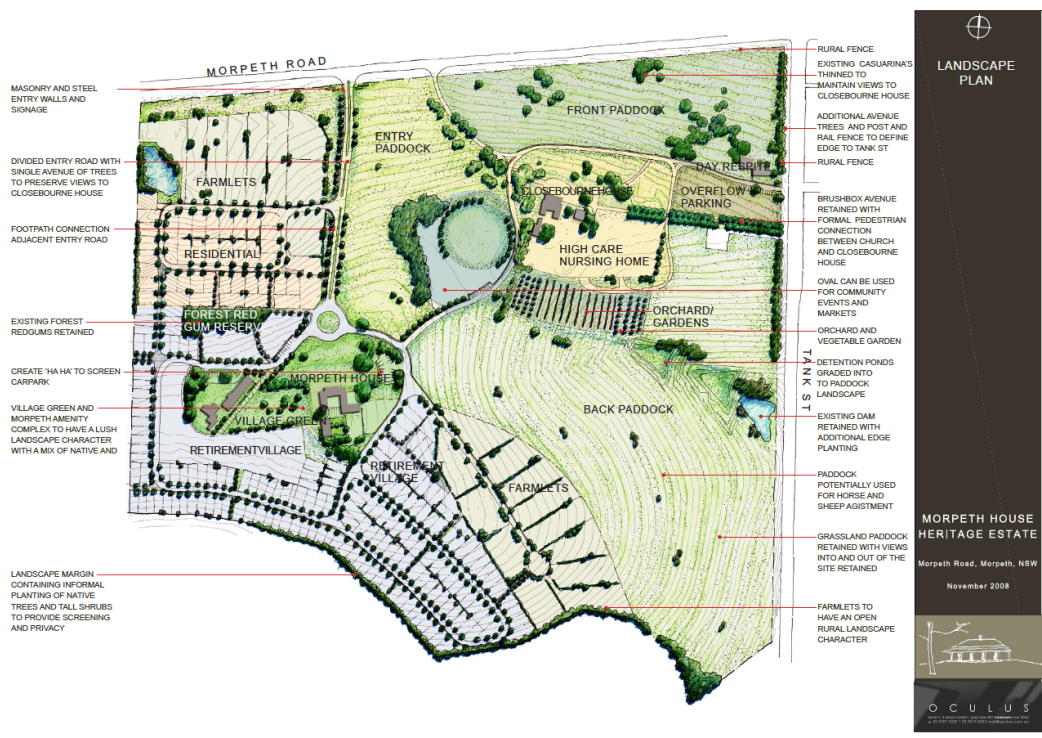 MORPETH ROAD
MASONRY AND STEEL
ENTRY WALLS AND
SIGNAGE
DIVIDED ENTRY ROAD WITH
SINGLE AVENUE OF TREES
TO PRESERVE VIEWS TO
CLOSEBOURNE HOUSE
FOOTPATH CONNECTION
ADJACENT ENTRY ROAD
EXISTING FOREST
REDGUMS RETAINED
CREATE 'HA HA' TO SCREEN
CARPARK
VILLAGE GREEN AND
MORPETH AMENITY
COMPLEX TO HAVE A LUSH
LANDSCAPE CHARACTER
WITH A MIX OF NATIVE AND
LANDSCAPE MARGIN
CONTAINING INFORMAL
PLANTING OF NATIVE
TREES AND TALL SHRUBS
TO PROVIDE SCREENING
AND PRIVACY
FARMLETS
RESIDENTIAL
FOREST RED
GUM RESERVE
MORPETH HOUSE
VILLAGE GREEN
RETIREMENTVILLAGE
RETIREMENT
VILLAGE
FARMLETS
ENTRY
PADDOCK
FRONT PADDOCK
DAY RESPITE
OVERFLOW
PARKING
CLOSEBOURNEHOUSE
HIGH CARE
NURSING HOME
ORCHARD/
GARDENS
BACK PADDOCK
TANK ST
RURAL FENCE
EXISTING CASUARINA'S
THINNED TO
MAINTAIN VIEWS TO
CLOSEBOURNE HOUSE
ADDITIONAL AVENUE
TREES AND POST AND
RAIL FENCE TO DEFINE
EDGE TO TANK ST
RURAL FENCE
BRUSHBOX AVENUE
RETAINED WITH
FORMAL PEDESTRIAN
CONNECTION
BETWEEN CHURCH
AND CLOSEBOURNE
HOUSE
OVAL CAN BE USED
FOR COMMUNITY
EVENTS AND
MARKETS
ORCHARD AND
VEGETABLE GARDEN
DETENTION PONDS
GRADED INTO
TO PADDOCK
LANDSCAPE
EXISTING DAM
RETAINED WITH
ADDITIONAL EDGE
PLANTING
PADDOCK
POTENTIALLY USED
FOR HORSE AND
SHEEP AGISTMENT
GRASSLAND PADDOCK
RETAINED WITH VIEWS
INTO AND OUT OF THE
SITE RETAINED
FARMLETS TO
HAVE AN OPEN
RURAL LANDSCAPE
CHARACTER
LANDSCAPE
PLAN
MORPETH HOUSE
HERITAGE ESTATE
Morpeth Road, Morpeth, NSW
November 2008
OCULUS